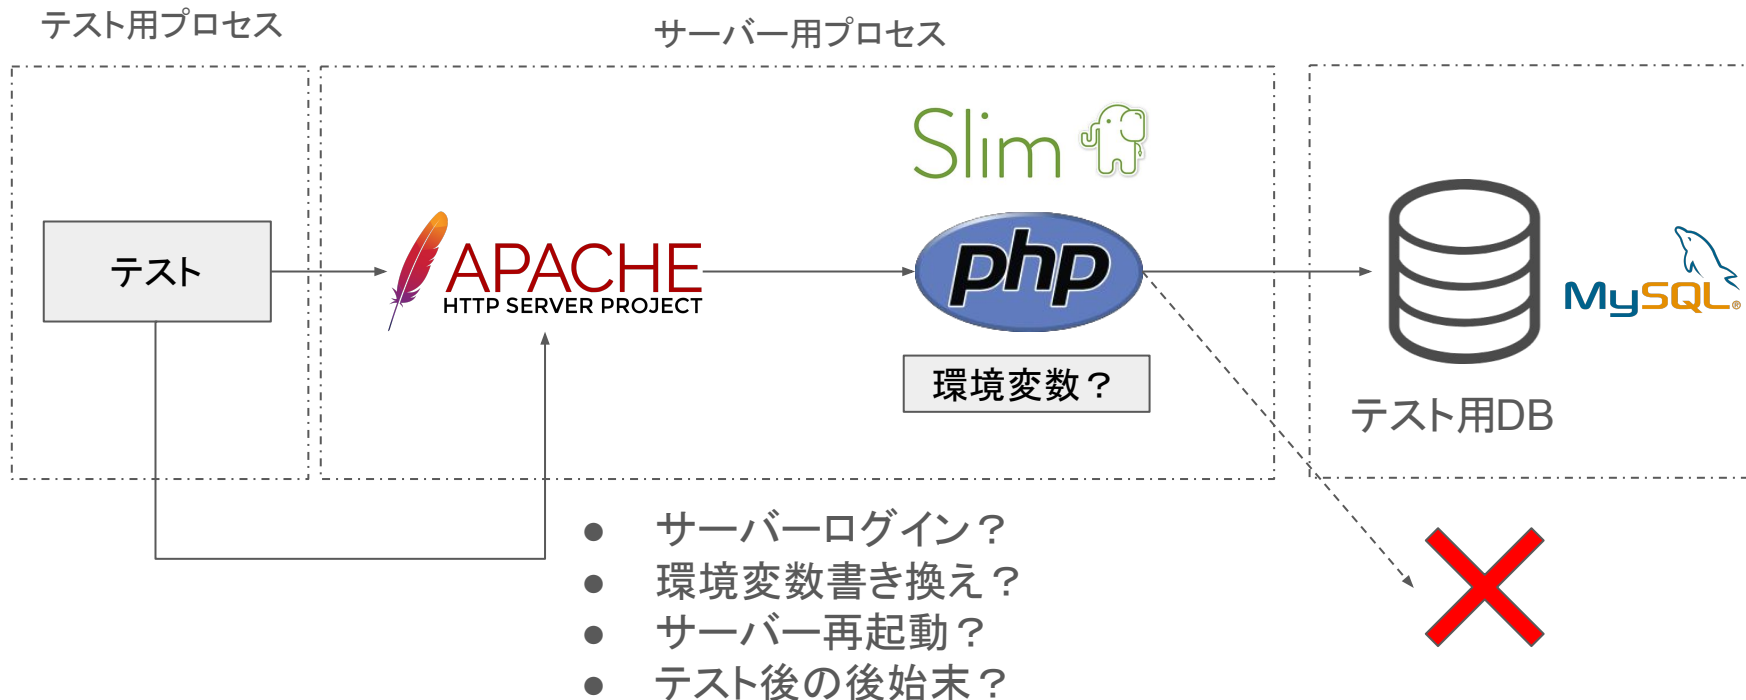 テスト用プロセス
サーバー用プロセス
Slim
テスト
APACHE
HTTP SERVER PROJECT
php
MySQL®
環境変数？
テスト用DB
● サーバーログイン？
● 環境変数書き換え？
● サーバー再起動？
● テスト後の後始末？